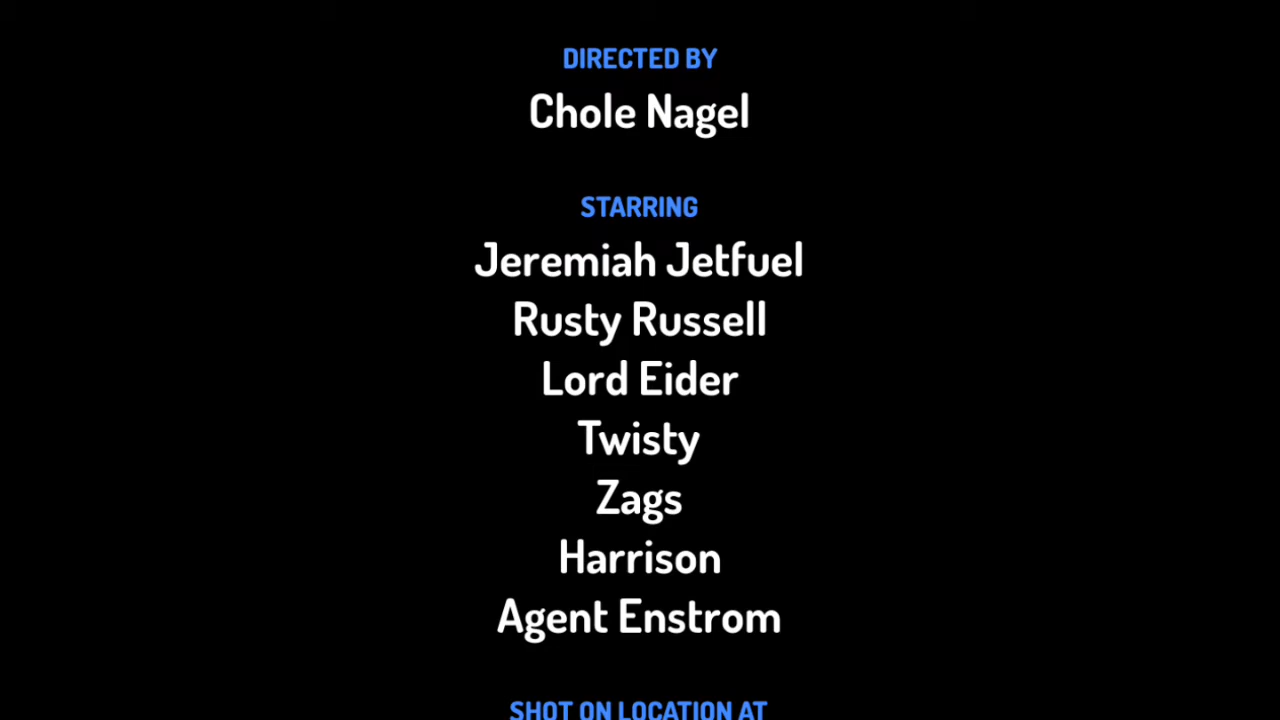 DIRECTED BY
Chole Nagel
STARRING
Jeremiah Jetfuel
Rusty Russell
Lord Eider
Twisty
Zags
Harrison
Agent Enstrom
SHOT ON LOCATION AT